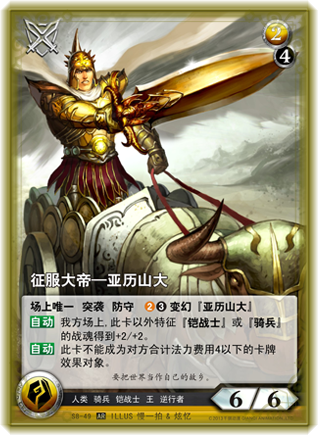 2
4
征服大帝—亚历山大
场上唯一 突袭 防守 2 3 变幻『亚历山大』
自动 我方场上, 此卡以外特征『铠战士』或『骑兵』
的战魂得到+2/+2。
自动 此卡不能成为对方合计法力费用4以下的卡牌
效果对象。
要把世界当作自己的故乡。
人类 骑兵 铠战士 王 逆行者
6/6
SB-49 AR ILLUS 慢一拍 & 炫忆